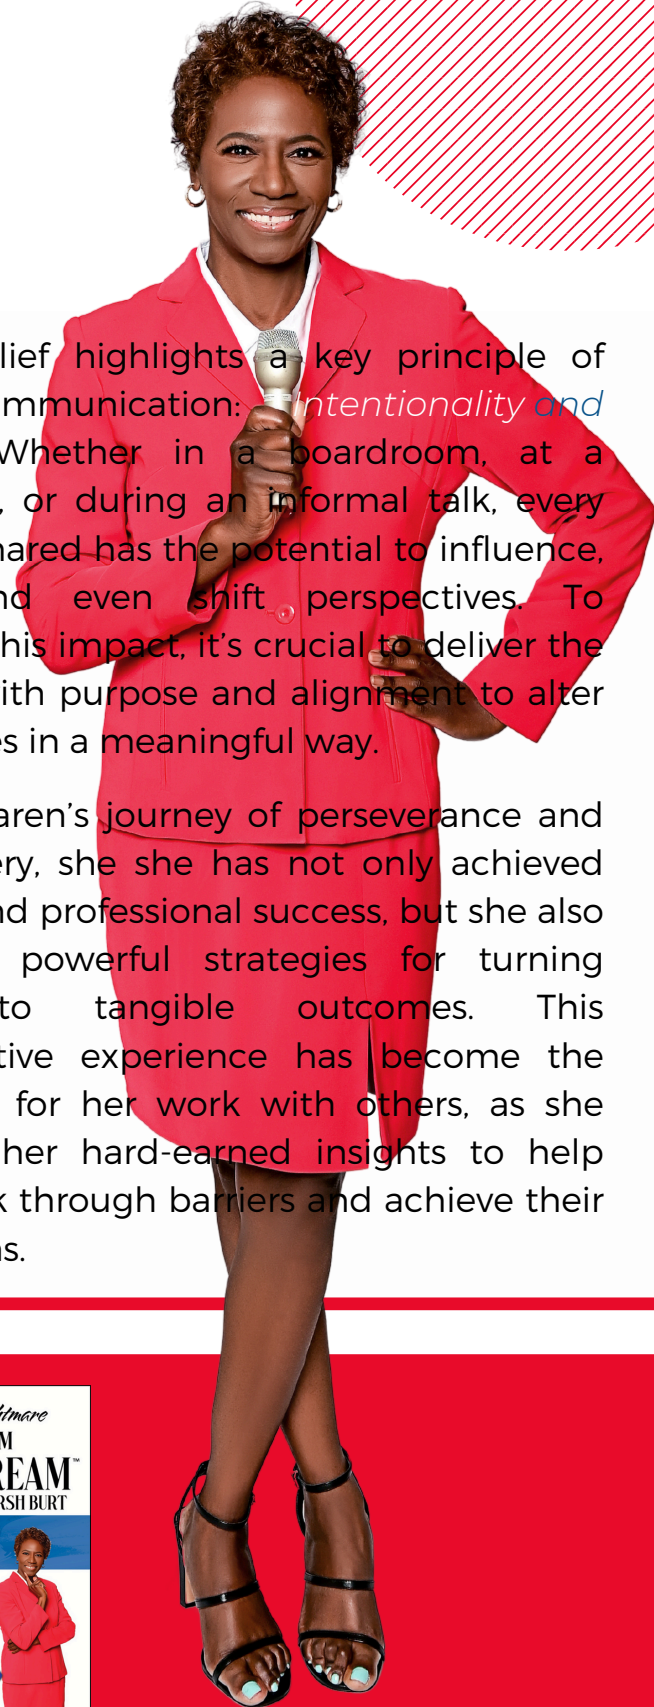 lief highlights a key principle of
mmunication: Intentionality and
Whether in a boardroom, at a
, or during an informal talk, every
hared has the potential to influence,
nd even shift perspectives. To
his impact, it’s crucial to deliver the
ith purpose and alignment to alter
es in a meaningful way.
aren’s journey of perseverance and
ery, she she has not only achieved
nd professional success, but she also
powerful strategies for turning
to tangible outcomes. This
tive experience has become the
for her work with others, as she
her hard-earned insights to help
k through barriers and achieve their
s.
htmare
M
REAM™
RSH BURT